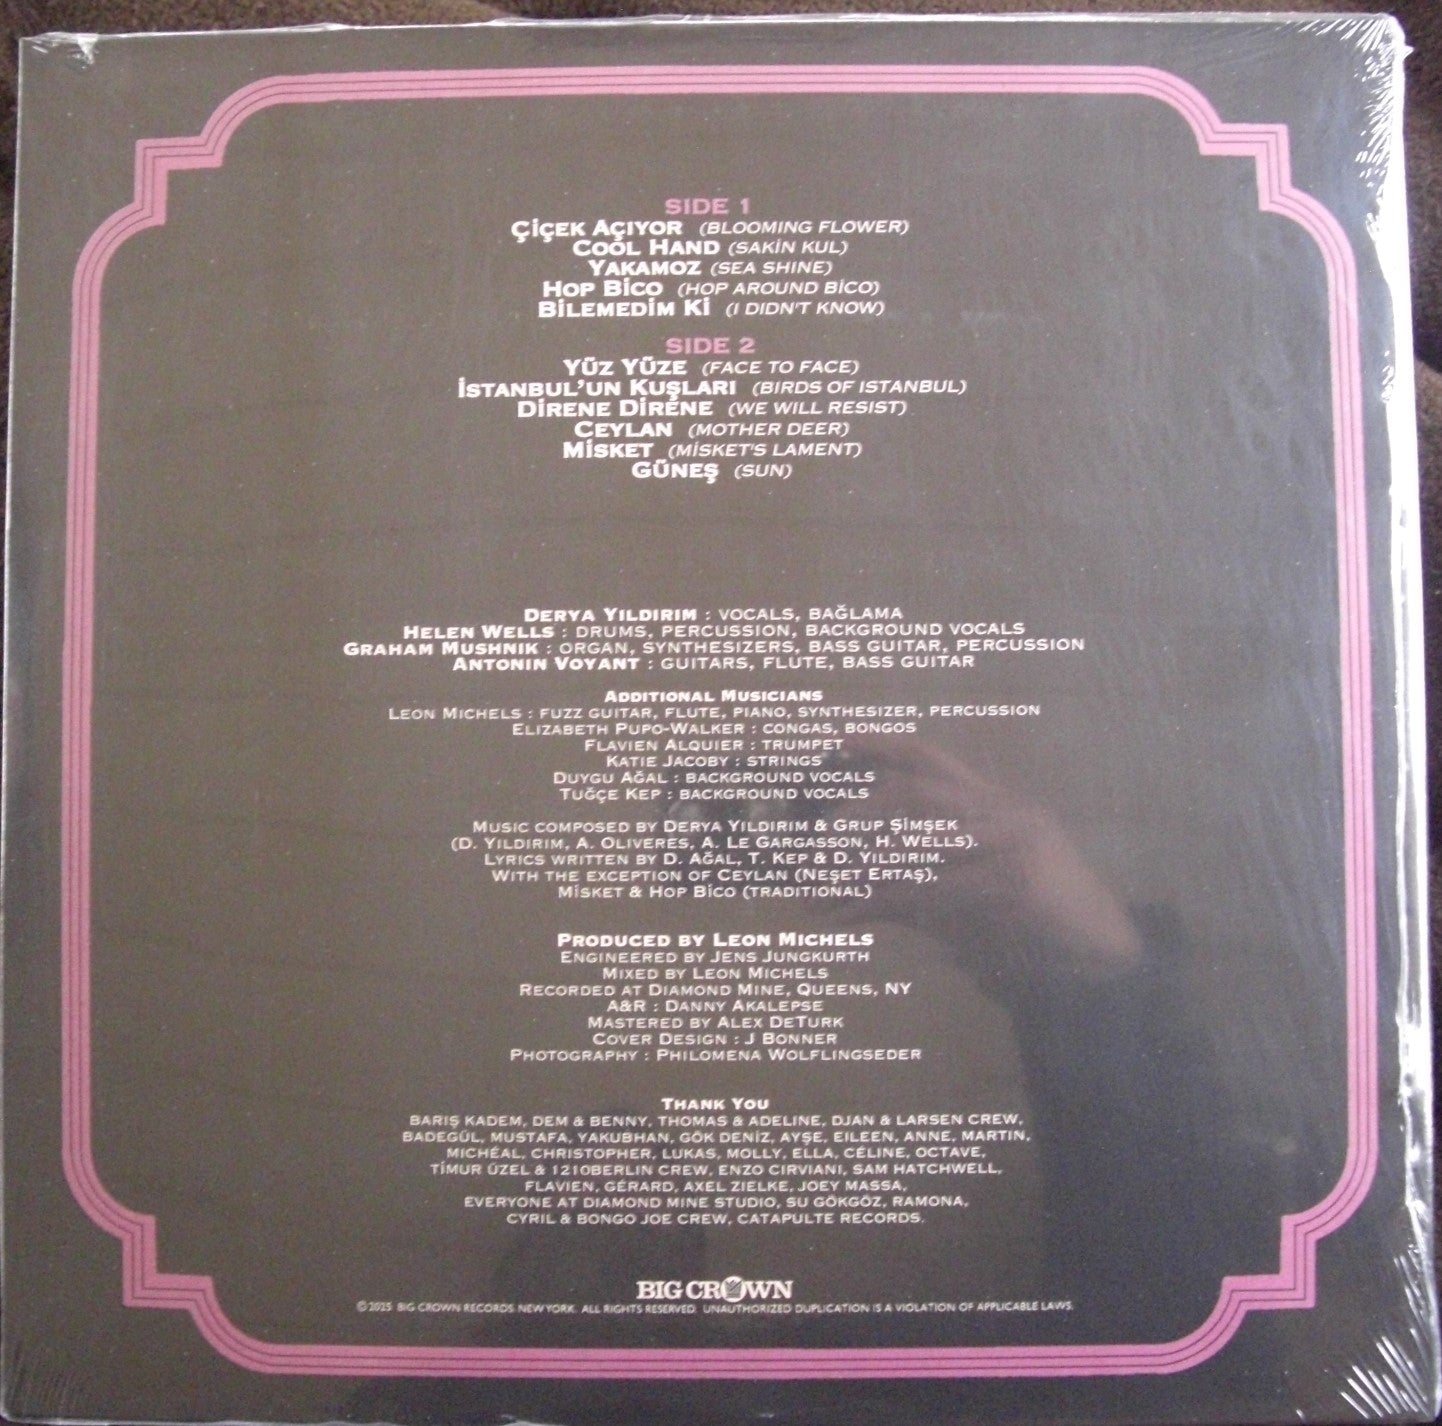 SIDE 1
ÇİÇEK AÇIYOR (BLOOMING FLOWER)
COOL HAND (SAKİN KUL)
YAKAMOZ (SEA SHINE)
HOP BİCO (HOP AROUND BİCO)
BİLEMEDİM Kİ (I DIDN'T KNOW)
SIDE 2
YÜZ YÜZE (FACE TO FACE)
İSTANBUL'UN KUŞLARI (BIRDS OF ISTANBUL)
DİRENE DİRENE (WE WILL RESIST)
CEYLAN (MOTHER DEER)
MİSKET (MİSKET'S LAMENT)
GÜNEŞ (SUN)
DERYA YILDIRIM : VOCALS, BAĞLAMA
HELEN WELLS : DRUMS, PERCUSSION, BACKGROUND VOCALS
GRAHAM MUSHNIK : ORGAN, SYNTHESIZERS, BASS GUITAR, PERCUSSION
ANTONIN VOYANT : GUITARS, FLUTE, BASS GUITAR
ADDITIONAL MUSICIANS
LEON MICHELS : FUZZ GUITAR, FLUTE, PIANO, SYNTHESIZER, PERCUSSION
ELIZABETH PUPO-WALKER : CONGAS, BONGOS
FLAVIEN ALQUIER : TRUMPET
KATIE JACOBY : STRINGS
DUYGU AĞAL : BACKGROUND VOCALS
TUĞÇE KEP : BACKGROUND VOCALS
MUSIC COMPOSED BY DERYA YILDIRIM & GRUP ŞİMŞEK
(D. YILDIRIM, A. OLIVERES, A. LE GARGASSON, H. WELLS).
LYRICS WRITTEN BY D. AĞAL, T. KEP & D. YILDIRIM.
WITH THE EXCEPTION OF CEYLAN (NEŞET ERTAŞ),
MİSKET & HOP BİCO (TRADITIONAL)
PRODUCED BY LEON MICHELS
ENGINEERED BY JENS JUNGKURTH
MIXED BY LEON MICHELS
RECORDED AT DIAMOND MINE, QUEENS, NY
A&R : DANNY AKALEPSE
MASTERED BY ALEX DETURK
COVER DESIGN : J BONNER
PHOTOGRAPHY : PHILOMENA WOLFLINGSEDER
THANK YOU
BARIŞ KADEM, DEM & BENNY, THOMAS & ADELINE, DJAN & LARSEN CREW,
BADEGÜL, MUSTAFA, YAKUBHAN, GÖK DENİZ, AYŞE, EILEEN, ANNE, MARTIN,
MICHÉAL, CHRISTOPHER, LUKAS, MOLLY, ELLA, CÉLINE, OCTAVE,
TİMUR ÜZEL & 1210BERLIN CREW, ENZO CIRVIANI, SAM HATCHWELL,
FLAVIEN, GÉRARD, AXEL ZIELKE, JOEY MASSA,
EVERYONE AT DIAMOND MINE STUDIO, SU GÖKGÖZ, RAMONA,
CYRIL & BONGO JOE CREW, CATAPULTE RECORDS.
BIG CROWN
© 2025 BIG CROWN RECORDS. NEW YORK. ALL RIGHTS RESERVED. UNAUTHORIZED DUPLICATION IS A VIOLATION OF APPLICABLE LAWS.